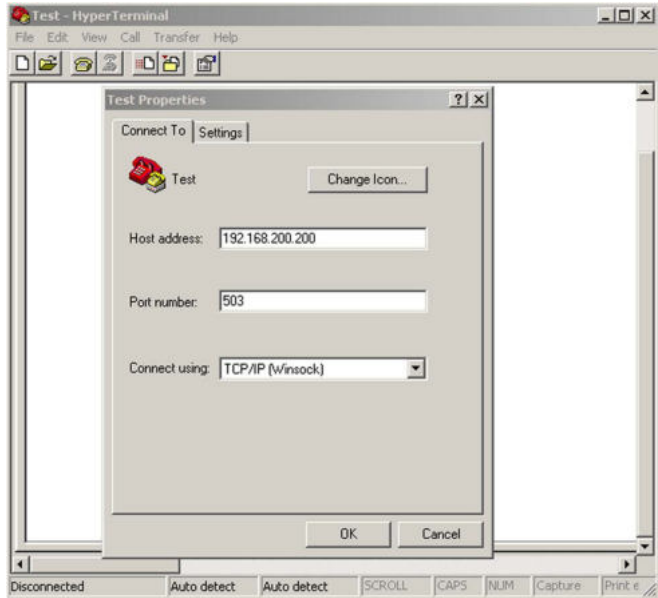 Test - HyperTerminal
File Edit View Call Transfer Help
Test Properties
Connect To Settings
Test Change Icon...
Host address: 192.168.200.200
Port number: 503
Connect using: TCP/IP (Winsock)
OK Cancel
Disconnected Auto detect Auto detect SCROLL CAPS NUM Capture Print e